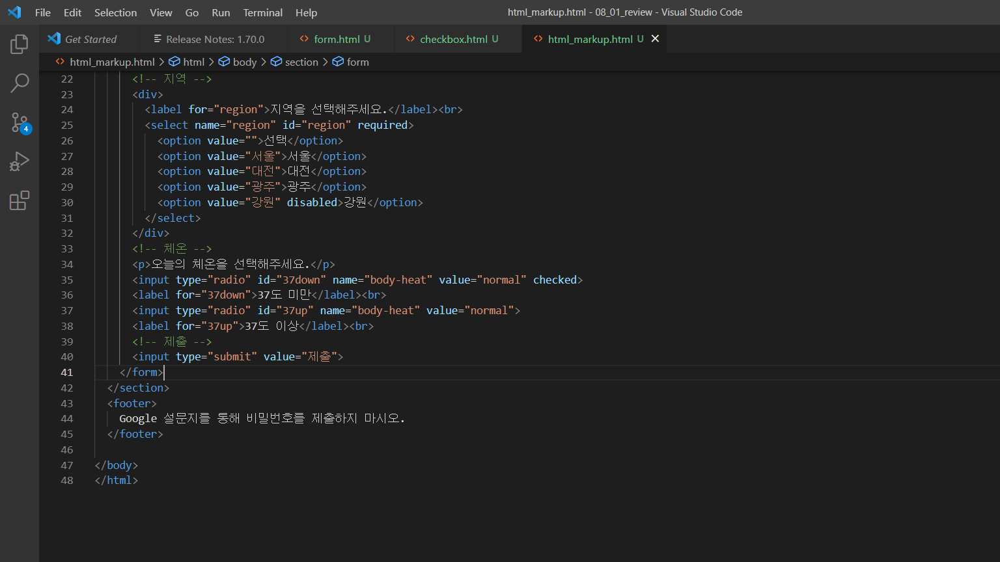 File Edit Selection View Go Run Terminal Help html_markup.html - 08_01_review - Visual Studio Code
Get Started Release Notes: 1.70.0 form.html U checkbox.html U html_markup.html U
html_markup.html > html > body > section > form
4
22 <!-- 지역 -->
23 <div>
24 <label for="region">지역을 선택해주세요.</label><br>
25 <select name="region" id="region" required>
26 <option value="">선택</option>
27 <option value="서울">서울</option>
28 <option value="대전">대전</option>
29 <option value="광주">광주</option>
30 <option value="강원" disabled>강원</option>
31 </select>
32 </div>
33 <!-- 체온 -->
34 <p>오늘의 체온을 선택해주세요.</p>
35 <input type="radio" id="37down" name="body-heat" value="normal" checked>
36 <label for="37down">37도 미만</label><br>
37 <input type="radio" id="37up" name="body-heat" value="normal">
38 <label for="37up">37도 이상</label><br>
39 <!-- 제출 -->
40 <input type="submit" value="제출">
41 </form>
42 </section>
43 <footer>
44 Google 설문지를 통해 비밀번호를 제출하지 마시오.
45 </footer>
46
47 </body>
48 </html>